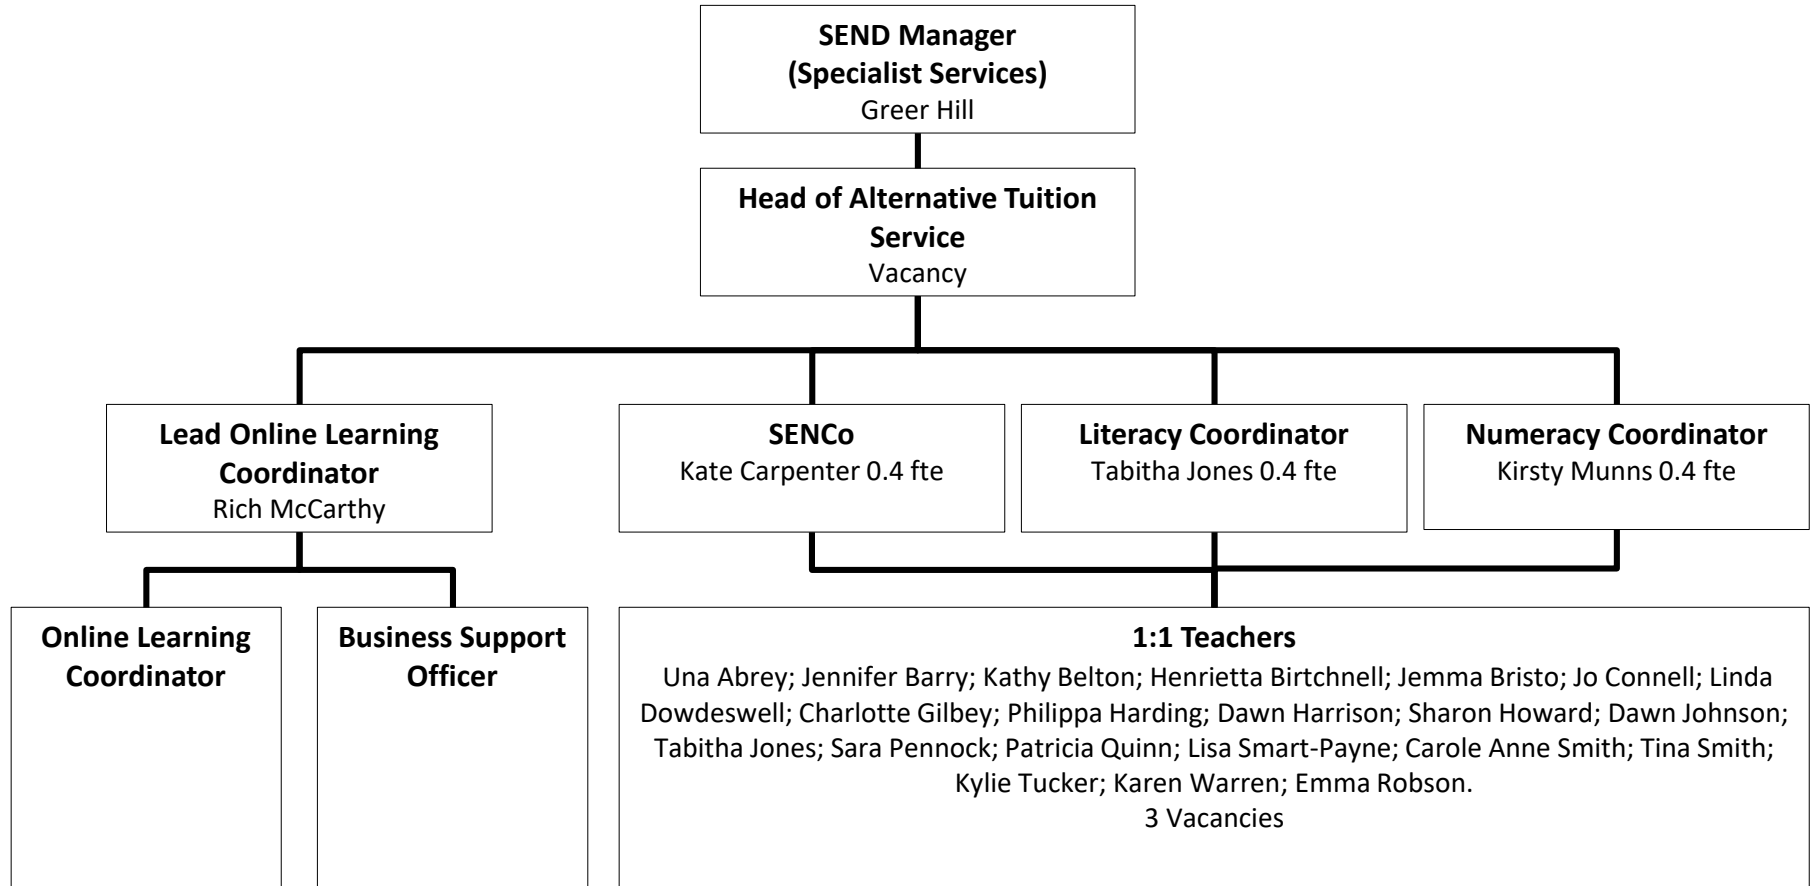 SEND Manager
(Specialist Services)
Greer Hill
Head of Alternative Tuition
Service
Vacancy
Lead Online Learning
Coordinator
Rich McCarthy
SENCo
Kate Carpenter 0.4 fte
Literacy Coordinator
Tabitha Jones 0.4 fte
Numeracy Coordinator
Kirsty Munns 0.4 fte
Online Learning
Coordinator
Business Support
Officer
1:1 Teachers
Una Abrey; Jennifer Barry; Kathy Belton; Henrietta Birtchnell; Jemma Bristo; Jo Connell; Linda
Dowdeswell; Charlotte Gilbey; Philippa Harding; Dawn Harrison; Sharon Howard; Dawn Johnson;
Tabitha Jones; Sara Pennock; Patricia Quinn; Lisa Smart-Payne; Carole Anne Smith; Tina Smith;
Kylie Tucker; Karen Warren; Emma Robson.
3 Vacancies